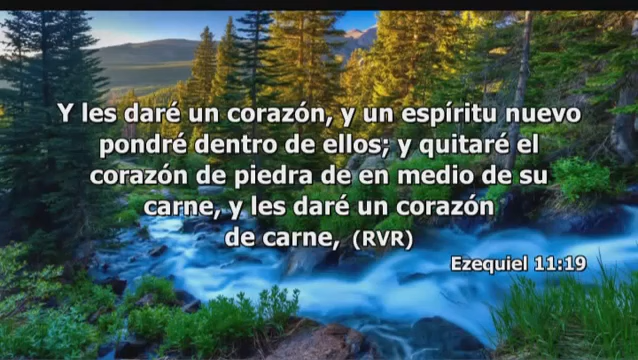 Y les daré un corazón, y un espíritu nuevo
pondré dentro de ellos; y quitaré el
corazón de piedra de en medio de su
carne, y les daré un corazón
de carne, (RVR)
Ezequiel 11:19